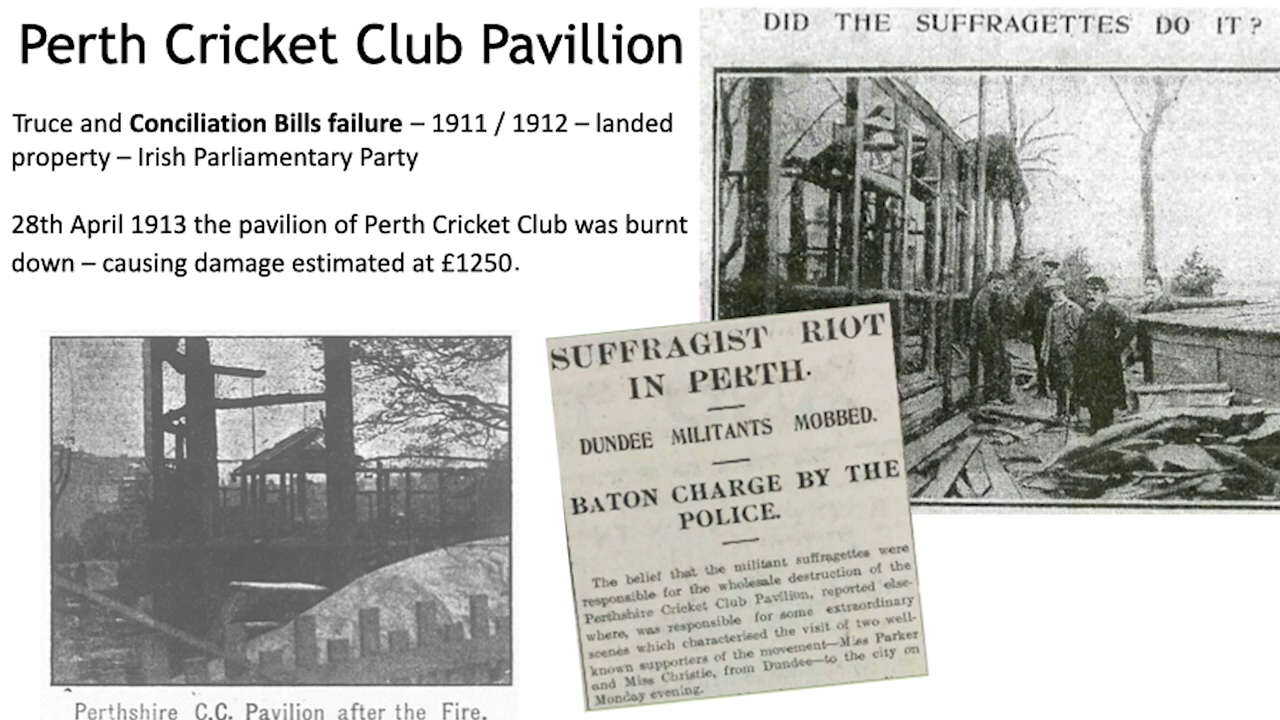 Perth Cricket Club Pavillion
Truce and Conciliation Bills failure – 1911 / 1912 – landed
property – Irish Parliamentary Party
28th April 1913 the pavilion of Perth Cricket Club was burnt
down – causing damage estimated at £1250.
DID THE SUFFRAGETTES DO IT?
SUFFRAGIST RIOT
IN PERTH.
DUNDEE MILITANTS MOBBED.
BATON CHARGE BY THE
POLICE.
The belief that the militant suffragettes were
responsible for the wholesale destruction of the
Perthshire Cricket Club Pavilion, reported else-
where, was responsible for some extraordinary
scenes which characterised the visit of two well-
known supporters of the movement—Miss Parker
and Miss Christie, from Dundee—to the city on
Monday evening.
Perthshire C.C. Pavilion after the Fire.